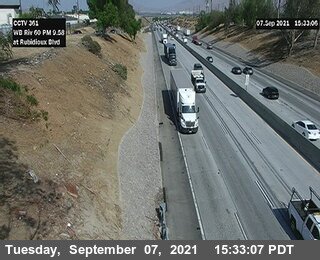 CCTV 361
WB Riv 60 PM 9.58
at Rubidioux Blvd
07.Sep 2021 15:33:06
Tuesday, September 07, 2021 15:33:07 PDT